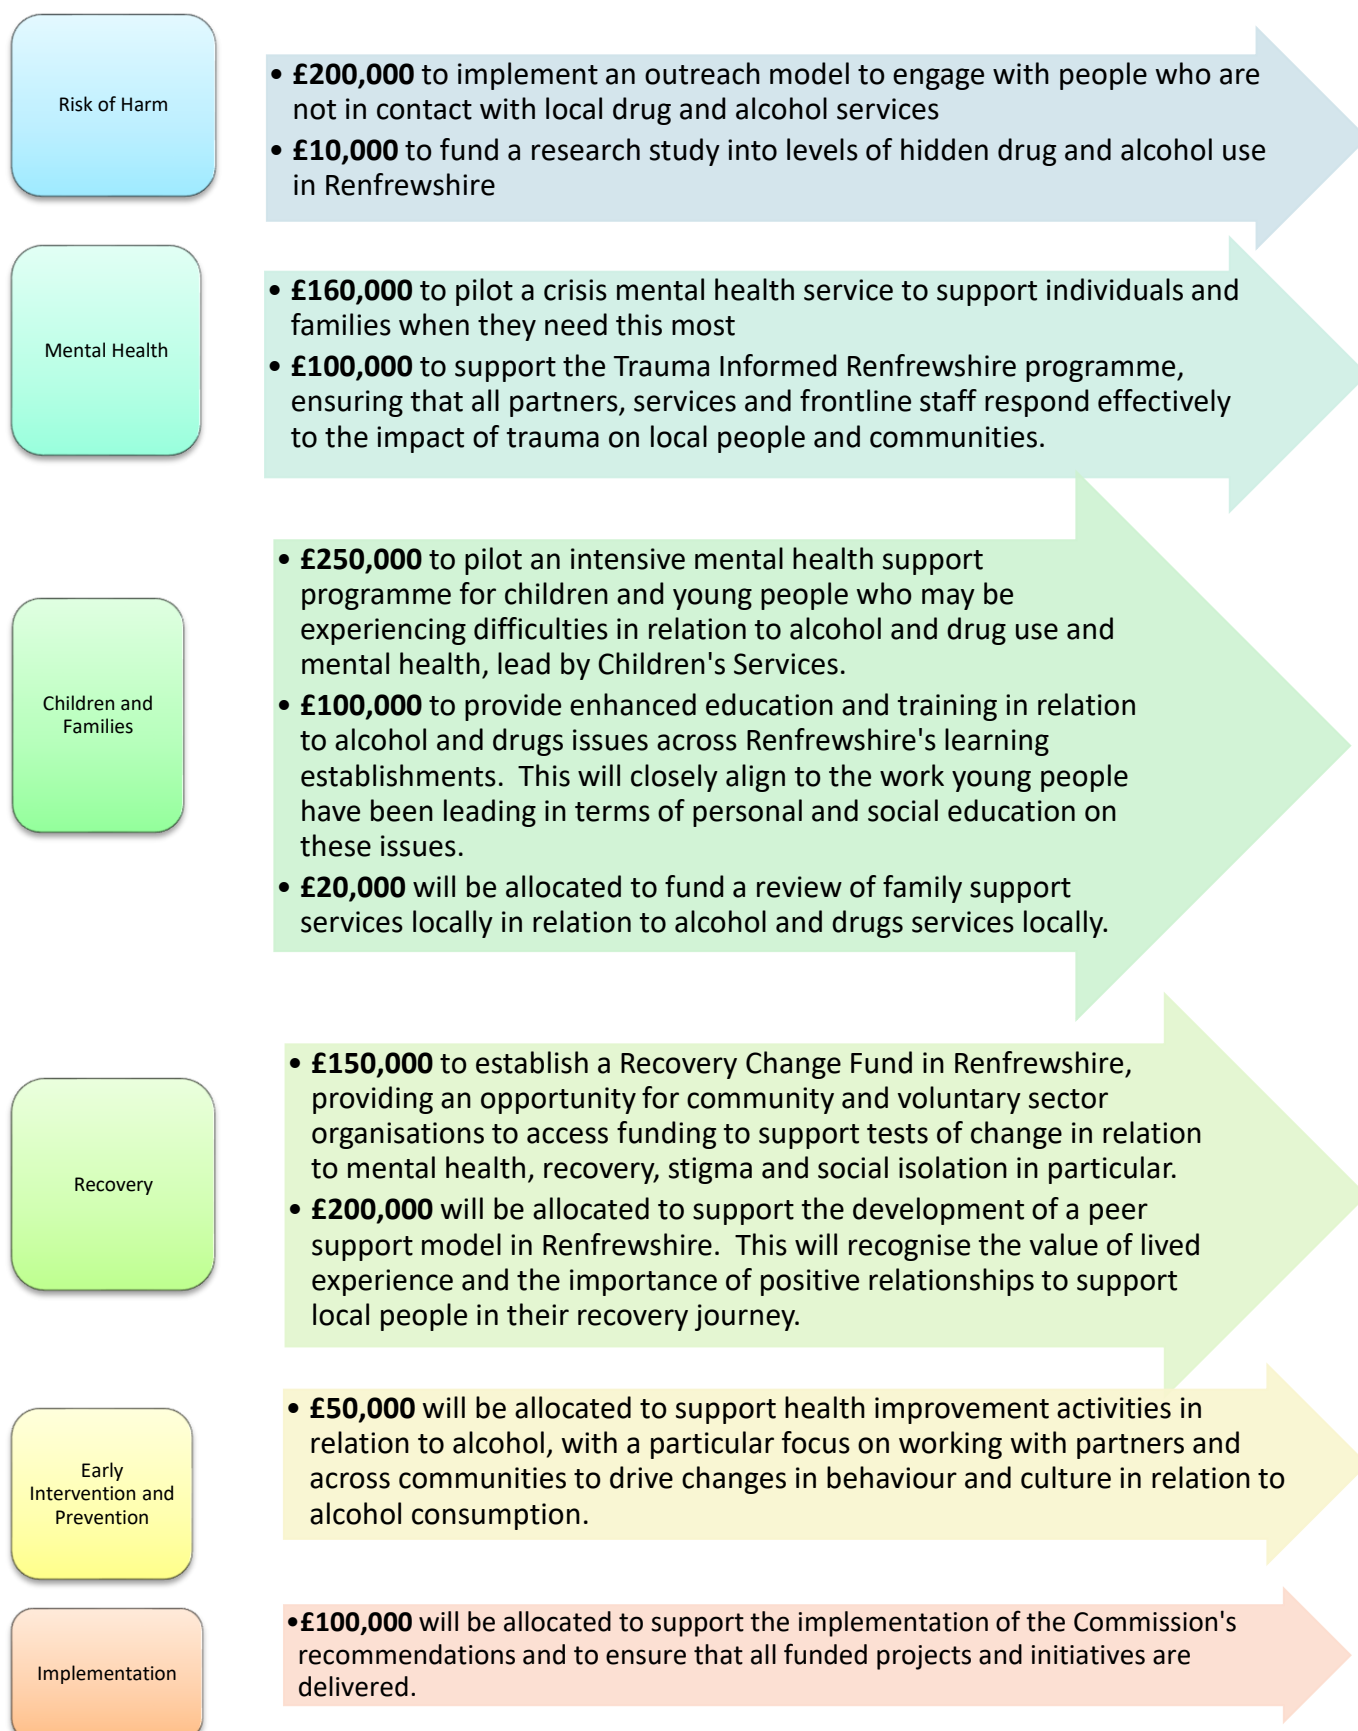 Risk of Harm
• £200,000 to implement an outreach model to engage with people who are
not in contact with local drug and alcohol services
• £10,000 to fund a research study into levels of hidden drug and alcohol use
in Renfrewshire
Mental Health
• £160,000 to pilot a crisis mental health service to support individuals and
families when they need this most
• £100,000 to support the Trauma Informed Renfrewshire programme,
ensuring that all partners, services and frontline staff respond effectively
to the impact of trauma on local people and communities.
Children and
Families
• £250,000 to pilot an intensive mental health support
programme for children and young people who may be
experiencing difficulties in relation to alcohol and drug use and
mental health, lead by Children's Services.
• £100,000 to provide enhanced education and training in relation
to alcohol and drugs issues across Renfrewshire's learning
establishments.  This will closely align to the work young people
have been leading in terms of personal and social education on
these issues.
• £20,000 will be allocated to fund a review of family support
services locally in relation to alcohol and drugs services locally.
Recovery
• £150,000 to establish a Recovery Change Fund in Renfrewshire,
providing an opportunity for community and voluntary sector
organisations to access funding to support tests of change in relation
to mental health, recovery, stigma and social isolation in particular.
• £200,000 will be allocated to support the development of a peer
support model in Renfrewshire.  This will recognise the value of lived
experience and the importance of positive relationships to support
local people in their recovery journey.
Early
Intervention and
Prevention
• £50,000 will be allocated to support health improvement activities in
relation to alcohol, with a particular focus on working with partners and
across communities to drive changes in behaviour and culture in relation to
alcohol consumption.
Implementation
•£100,000 will be allocated to support the implementation of the Commission's
recommendations and to ensure that all funded projects and initiatives are
delivered.